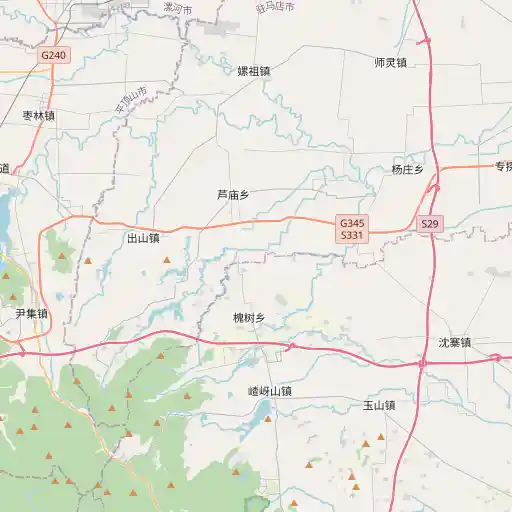 漯河市
驻马店市
G240
师灵镇
嫘祖镇
平顶山市
枣林镇
道
杨庄乡
专探
芦庙乡
G345
S331
S29
出山镇
尹集镇
槐树乡
沈寨镇
嵖岈山镇
玉山镇